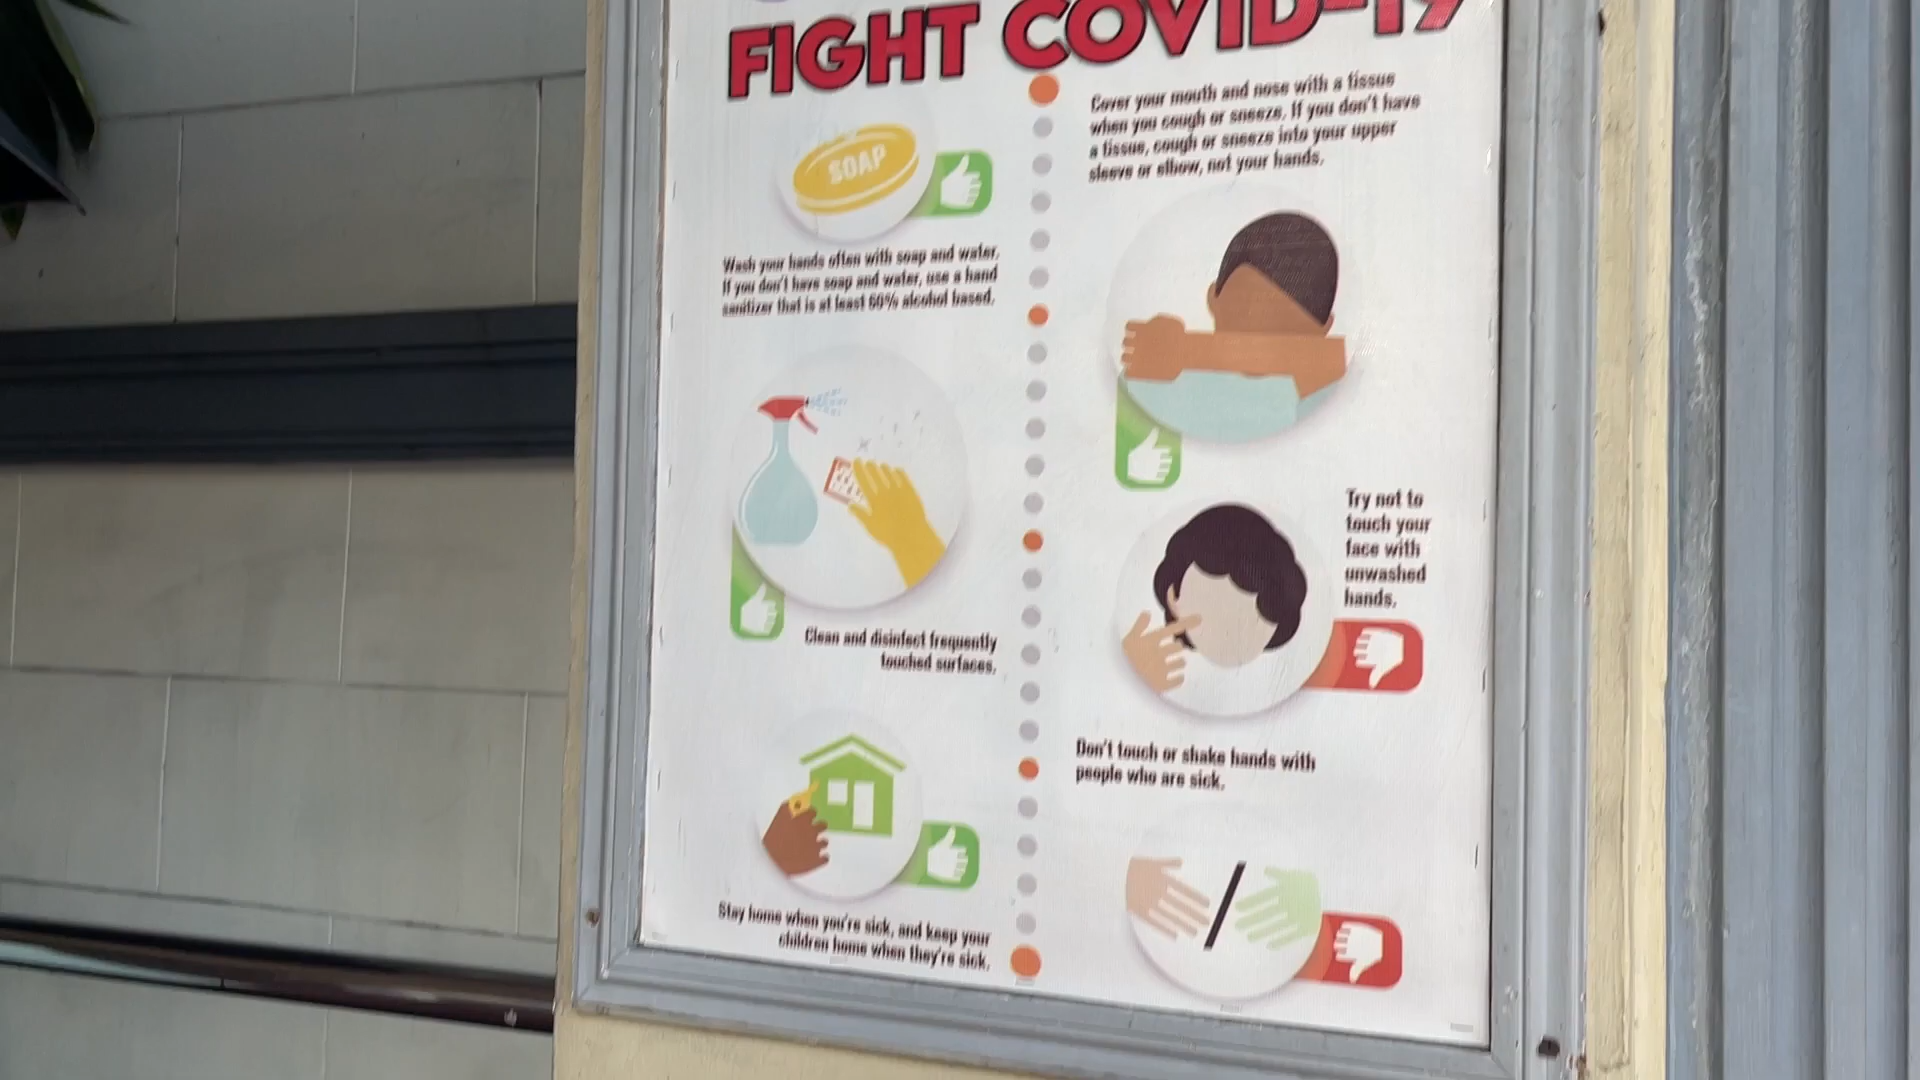 FIGHT COVID-19
SOAP
Wash your hands often with soap and water.
If you don't have soap and water, use a hand
sanitizer that is at least 60% alcohol based.
Clean and disinfect frequently
touched surfaces.
Stay home when you're sick, and keep your
children home when they're sick.
Cover your mouth and nose with a tissue
when you cough or sneeze. If you don't have
a tissue, cough or sneeze into your upper
sleeve or elbow, not your hands.
Try not to
touch your
face with
unwashed
hands.
Don't touch or shake hands with
people who are sick.